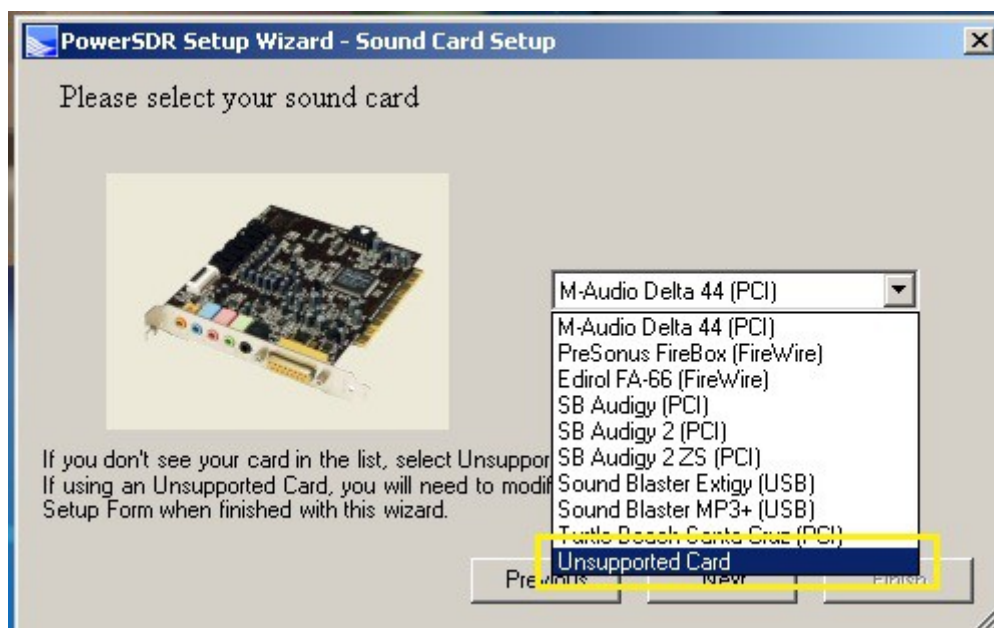 PowerSDR Setup Wizard - Sound Card Setup
Please select your sound card
M-Audio Delta 44 (PCI)
M-Audio Delta 44 (PCI)
PreSonus FireBox (FireWire)
Edirol FA-66 (FireWire)
SB Audigy (PCI)
SB Audigy 2 (PCI)
SB Audigy 2 ZS (PCI)
Sound Blaster Extigy (USB)
Sound Blaster MP3+ (USB)
Turtle Beach Santa Cruz (PCI)
Unsupported Card
If you don't see your card in the list, select Unsuppor
If using an Unsupported Card, you will need to modif
Setup Form when finished with this wizard.
Previous
Next
Finish